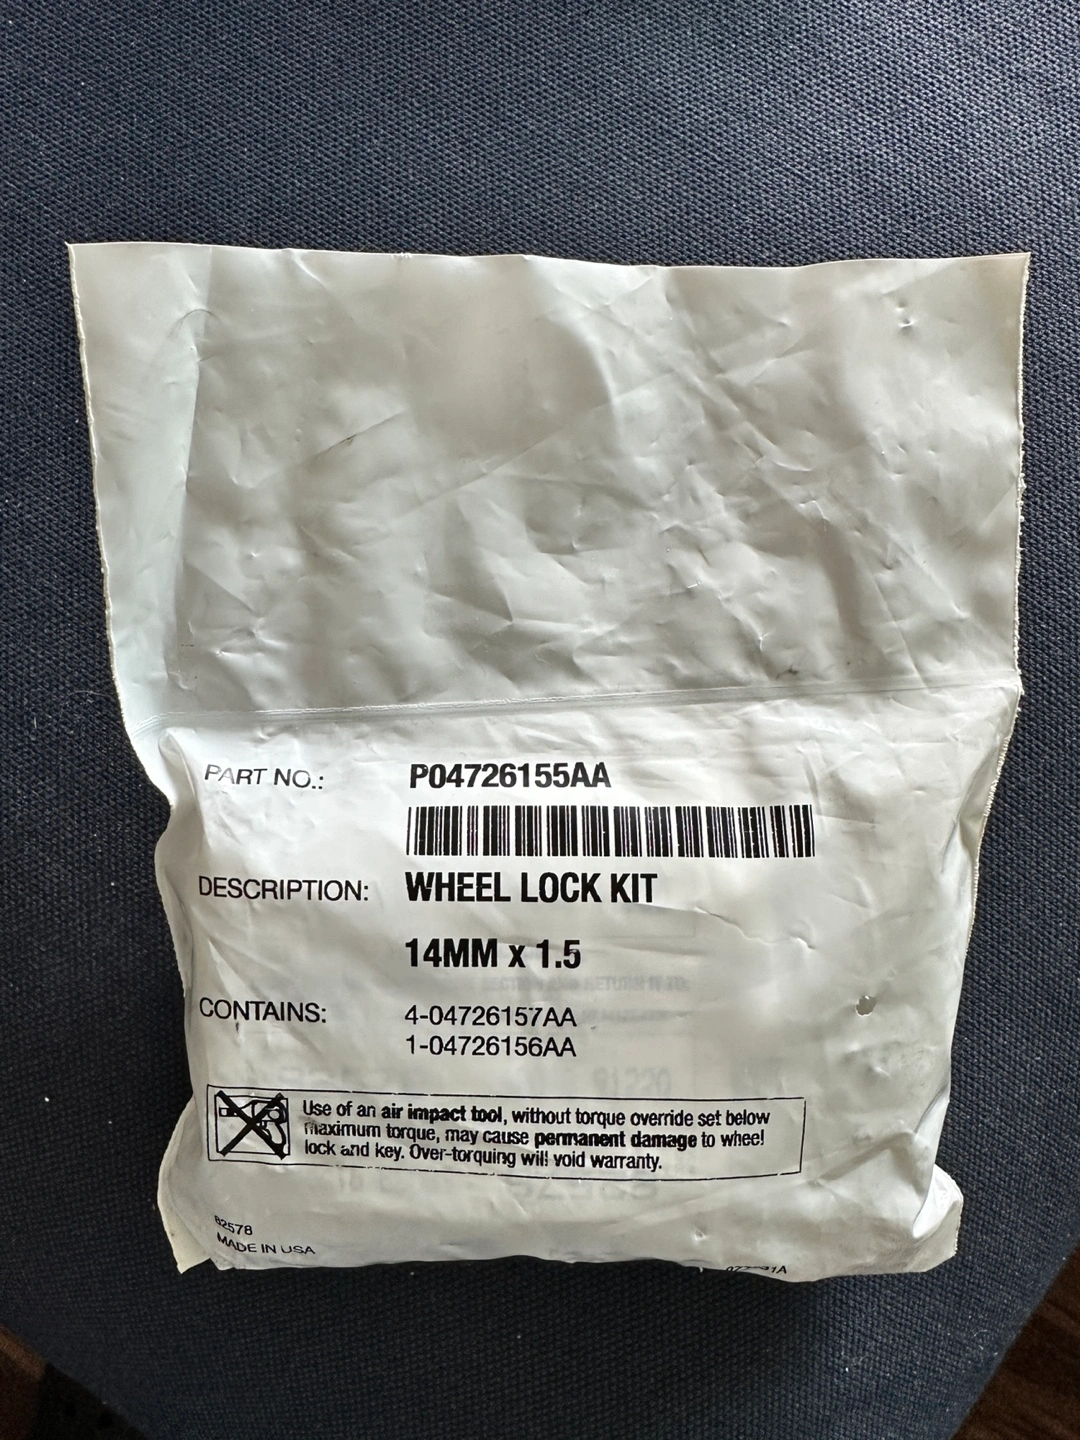 PART NO.: P04726155AA
DESCRIPTION: WHEEL LOCK KIT
14MM x 1.5
CONTAINS: 4-04726157AA
1-04726156AA
Use of an air impact tool, without torque override set below
maximum torque, may cause permanent damage to wheel
lock and key. Over-torquing will void warranty.
82578
MADE IN USA